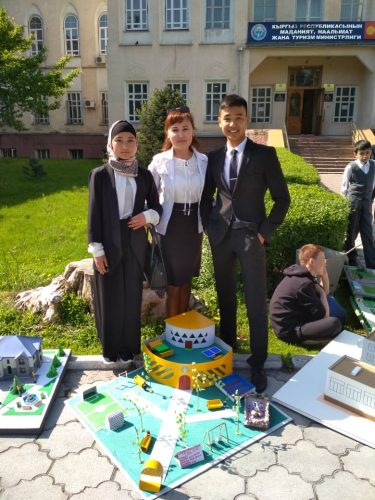 КЫРГЫЗ РЕСПУБЛИКАСЫНЫН
МАДАНИЯТ, МААЛЫМАТ
ЖАНА ТУРИЗМ МИНИСТРЛИГИ